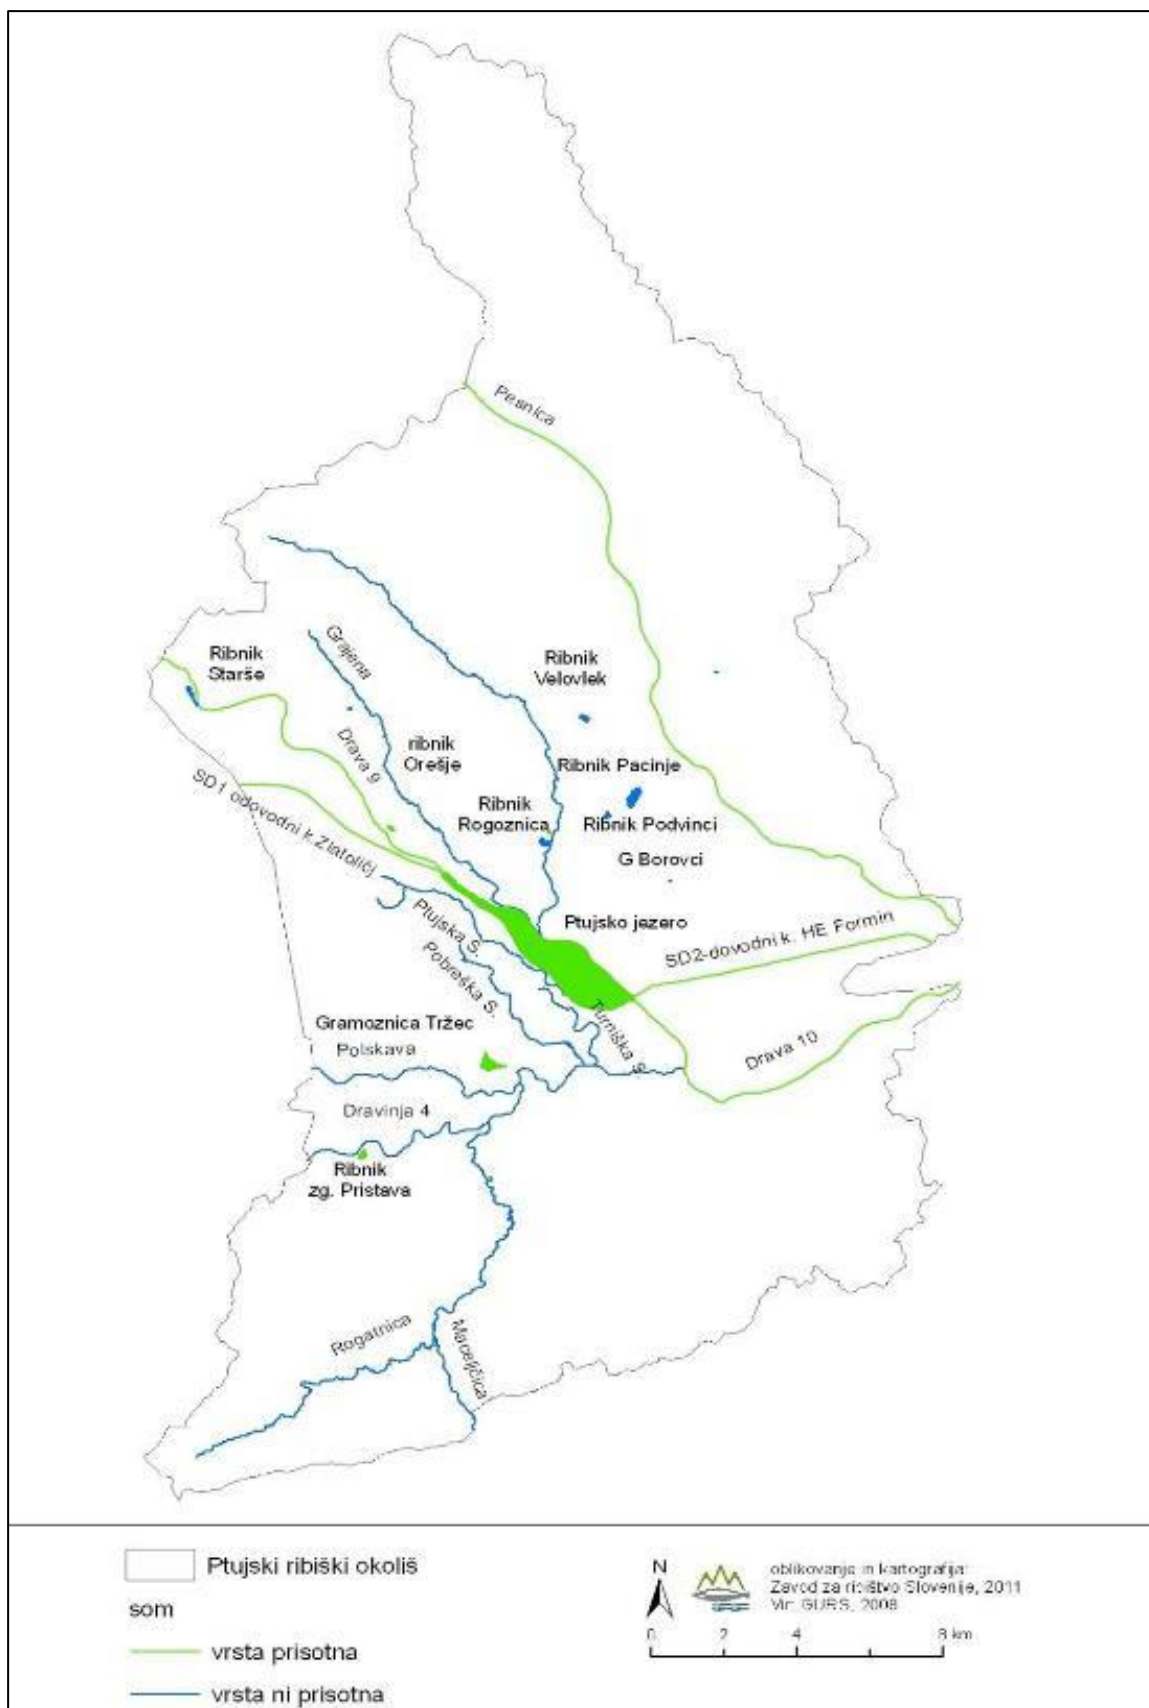 Pesnica
Grajena
Ribnik
Starše
Ribnik
Velovlek
Drava 9
ribnik
Orešje
Ribnik Pacinje
SD1 odovodni k.Zlatoličj
Ribnik
Rogoznica
Ribnik Podvinci
G Borovci
Ptujska S.
Ptujsko jezero
SD2-dovodni k. HE Formin
Pobreška S.
Turniška S.
Gramoznica Tržec
Polskava
Drava 10
Dravinja 4
Ribnik
zg. Pristava
Rogatnica
Maceljčica
Ptujski ribiški okoliš
som
vrsta prisotna
vrsta ni prisotna
N
oblikovanje in kartografija:
Zavod za ribištvo Slovenije, 2011
Vir: GURS, 2008
0 2 4 8 km